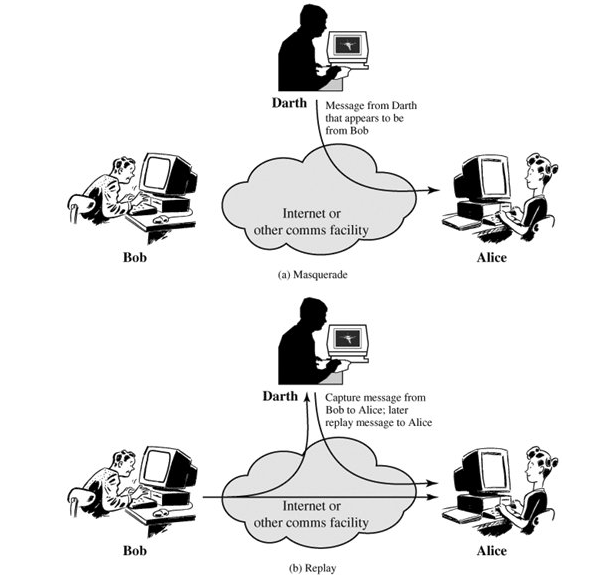 Darth
Message from Darth
that appears to be
from Bob
Internet or
other comms facility
Bob
Alice
(a) Masquerade
Darth
Capture message from
Bob to Alice; later
replay message to Alice
Internet or
other comms facility
Bob
Alice
(b) Replay